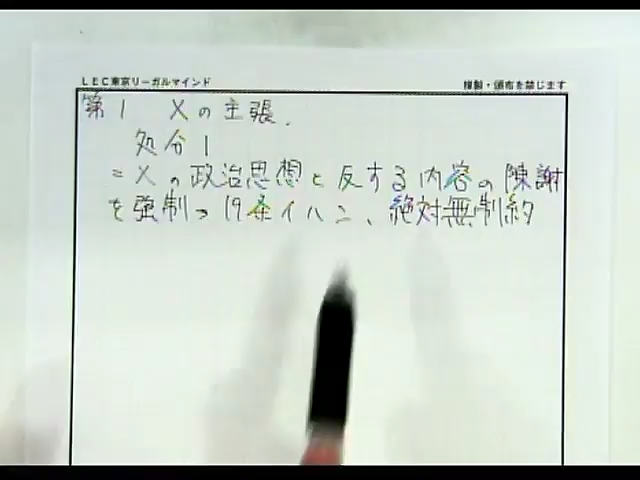 LEC東京リーガルマインド
複製・頒布を禁じます
第1 Xの主張.
処分1
=Xの政治思想と反する内容の陳謝
を強制→19条イハン、絶対無制約